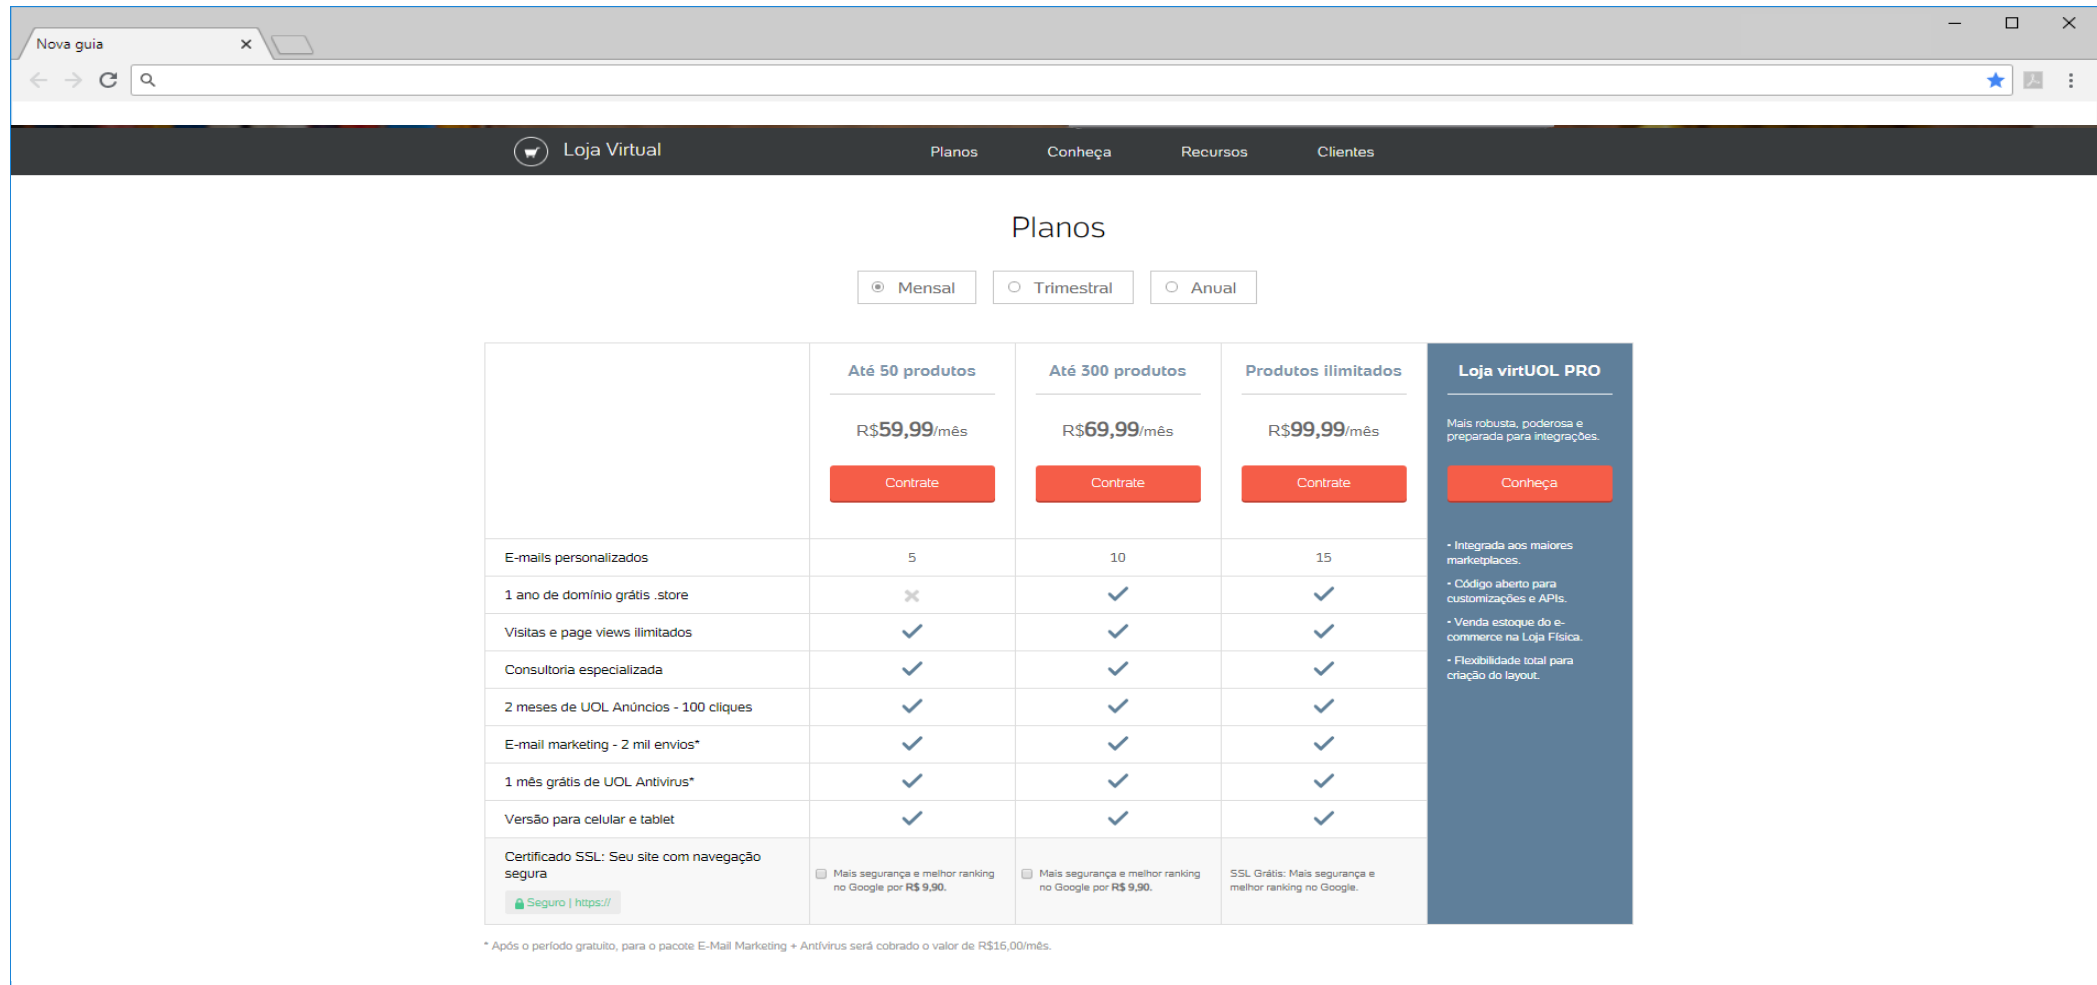 Nova guia
Loja Virtual
Planos Conheça Recursos Clientes
Planos
Mensal Trimestral Anual
Até 50 produtos Até 300 produtos Produtos ilimitados Loja virtUOL PRO
R$59,99/mês R$69,99/mês R$99,99/mês
Mais robusta, poderosa e
preparada para integrações.
Contrate Contrate Contrate Conheça
E-mails personalizados 5 10 15
1 ano de domínio grátis .store
Visitas e page views ilimitados
Consultoria especializada
2 meses de UOL Anúncios - 100 cliques
E-mail marketing - 2 mil envios*
1 mês grátis de UOL Antivirus*
Versão para celular e tablet
- Integrada aos maiores
marketplaces.
- Código aberto para
customizações e APIs.
- Venda estoque do e-
commerce na Loja Física.
- Flexibilidade total para
criação do layout.
Certificado SSL: Seu site com navegação
segura
Seguro | https://
Mais segurança e melhor ranking
no Google por R$ 9,90.
Mais segurança e melhor ranking
no Google por R$ 9,90.
SSL Grátis: Mais segurança e
melhor ranking no Google.
* Após o período gratuito, para o pacote E-Mail Marketing + Antívirus será cobrado o valor de R$16,00/mês.